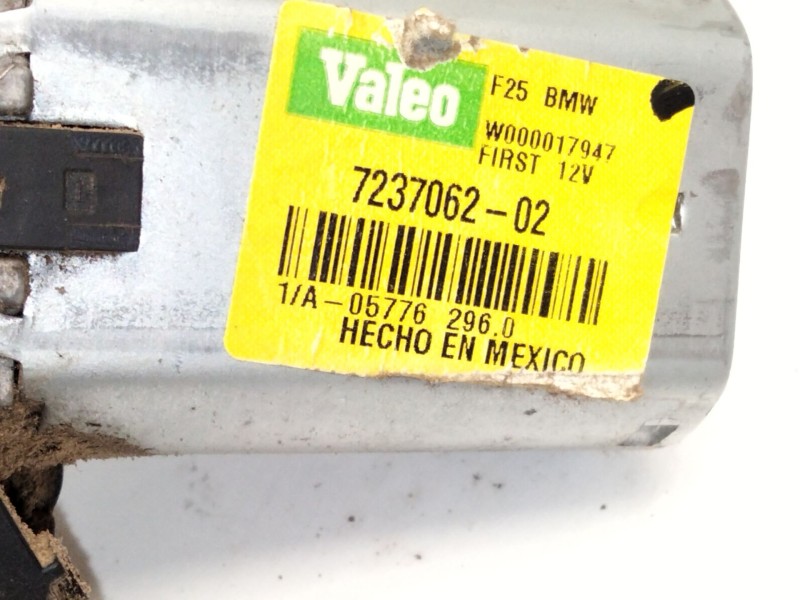 Valeo
F25 BMW
W000017947
FIRST 12V
7237062-02
1/A-05776 296.0
HECHO EN MEXICO